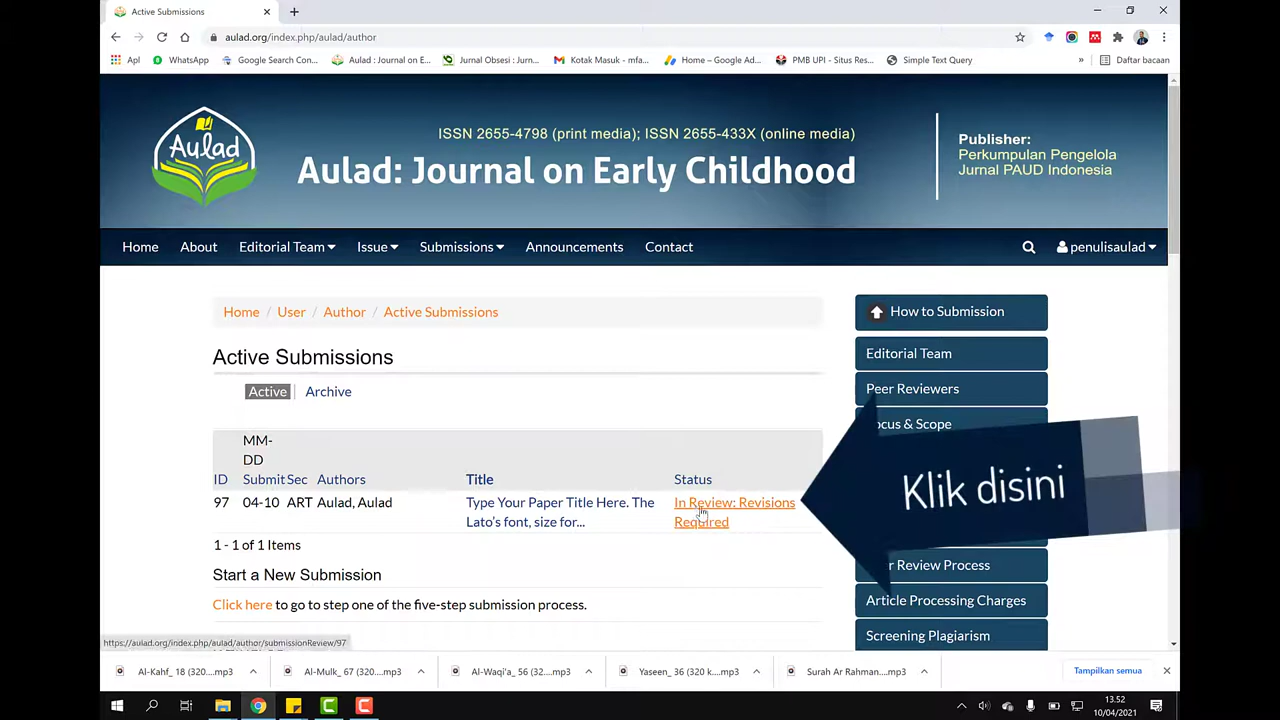 Active Submissions
aulad.org/index.php/aulad/author
Apl
WhatsApp
Google Search Con...
Aulad : Journal on E...
Jurnal Obsesi : Jurn...
Kotak Masuk - mfa...
Home – Google Ad...
PMB UPI - Situs Res...
Simple Text Query
»
Daftar bacaan
Aulad
ISSN 2655-4798 (print media); ISSN 2655-433X (online media)
Aulad: Journal on Early Childhood
Publisher:
Perkumpulan Pengelola
Jurnal PAUD Indonesia
Home
About
Editorial Team
Issue
Submissions
Announcements
Contact
penulisaulad
Home / User / Author / Active Submissions
Active Submissions
Active
Archive
MM-
DD
ID Submit Sec Authors Title Status
97 04-10 ART Aulad, Aulad Type Your Paper Title Here. The In Review: Revisions
Lato's font, size for... Required
1 - 1 of 1 Items
Start a New Submission
Click here to go to step one of the five-step submission process.
How to Submission
Editorial Team
Peer Reviewers
ocus & Scope
Klik disini
r Review Process
Article Processing Charges
Screening Plagiarism
https://aulad.org/index.php/aulad/author/submissionReview/97
Al-Kahf_ 18 (320....mp3
Al-Mulk_ 67 (320....mp3
Al-Waqi'a_ 56 (32....mp3
Yaseen_ 36 (320 k....mp3
Surah Ar Rahman....mp3
Tampilkan semua
13.52
10/04/2021